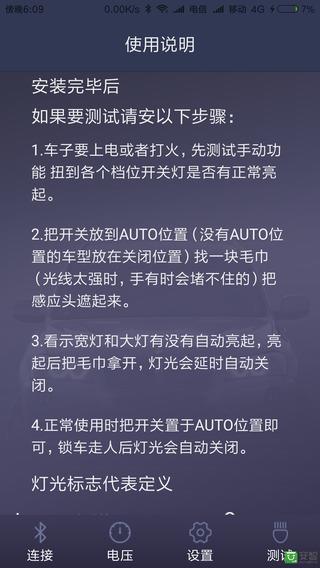 傍晚6:09 0.00K/s 电信 移动 4G 7%
使用说明
安装完毕后
如果要测试请安以下步骤：
1.车子要上电或者打火，先测试手动功
能 扭到各个档位开关灯是否有正常亮
起。
2.把开关放到AUTO位置（没有AUTO位
置的车型放在关闭位置）找一块毛巾
（光线太强时，手有时会堵不住的）把
感应头遮起来。
3.看示宽灯和大灯有没有自动亮起，亮
起后把毛巾拿开，灯光会延时自动关
闭。
4.正常使用时把开关置于AUTO位置即
可，锁车走人后灯光会自动关闭。
灯光标志代表定义
连接 电压 设置 测试